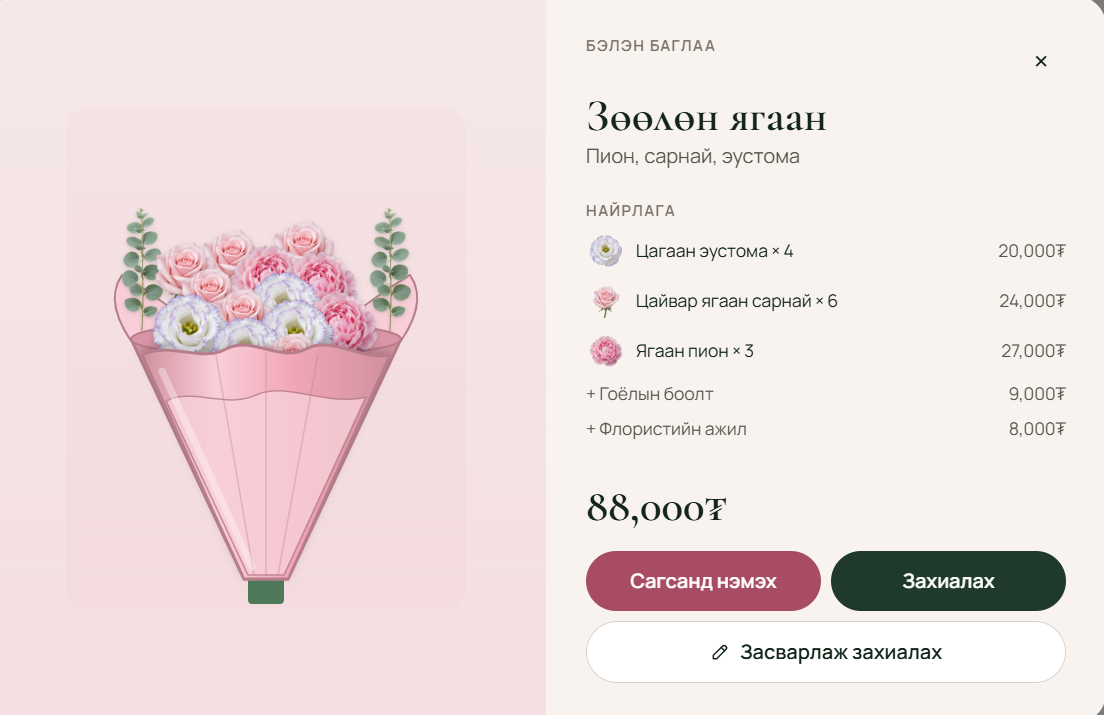 БЭЛЭН БАГЛАА
×
Зөөлөн ягаан
Пион, сарнай, эустома
НАЙРЛАГА
Цагаан эустома × 4 20,000₮
Цайвар ягаан сарнай × 6 24,000₮
Ягаан пион × 3 27,000₮
+ Гоёлын боолт 9,000₮
+ Флористийн ажил 8,000₮
88,000₮
Сагсанд нэмэх Захиалах
Засварлаж захиалах